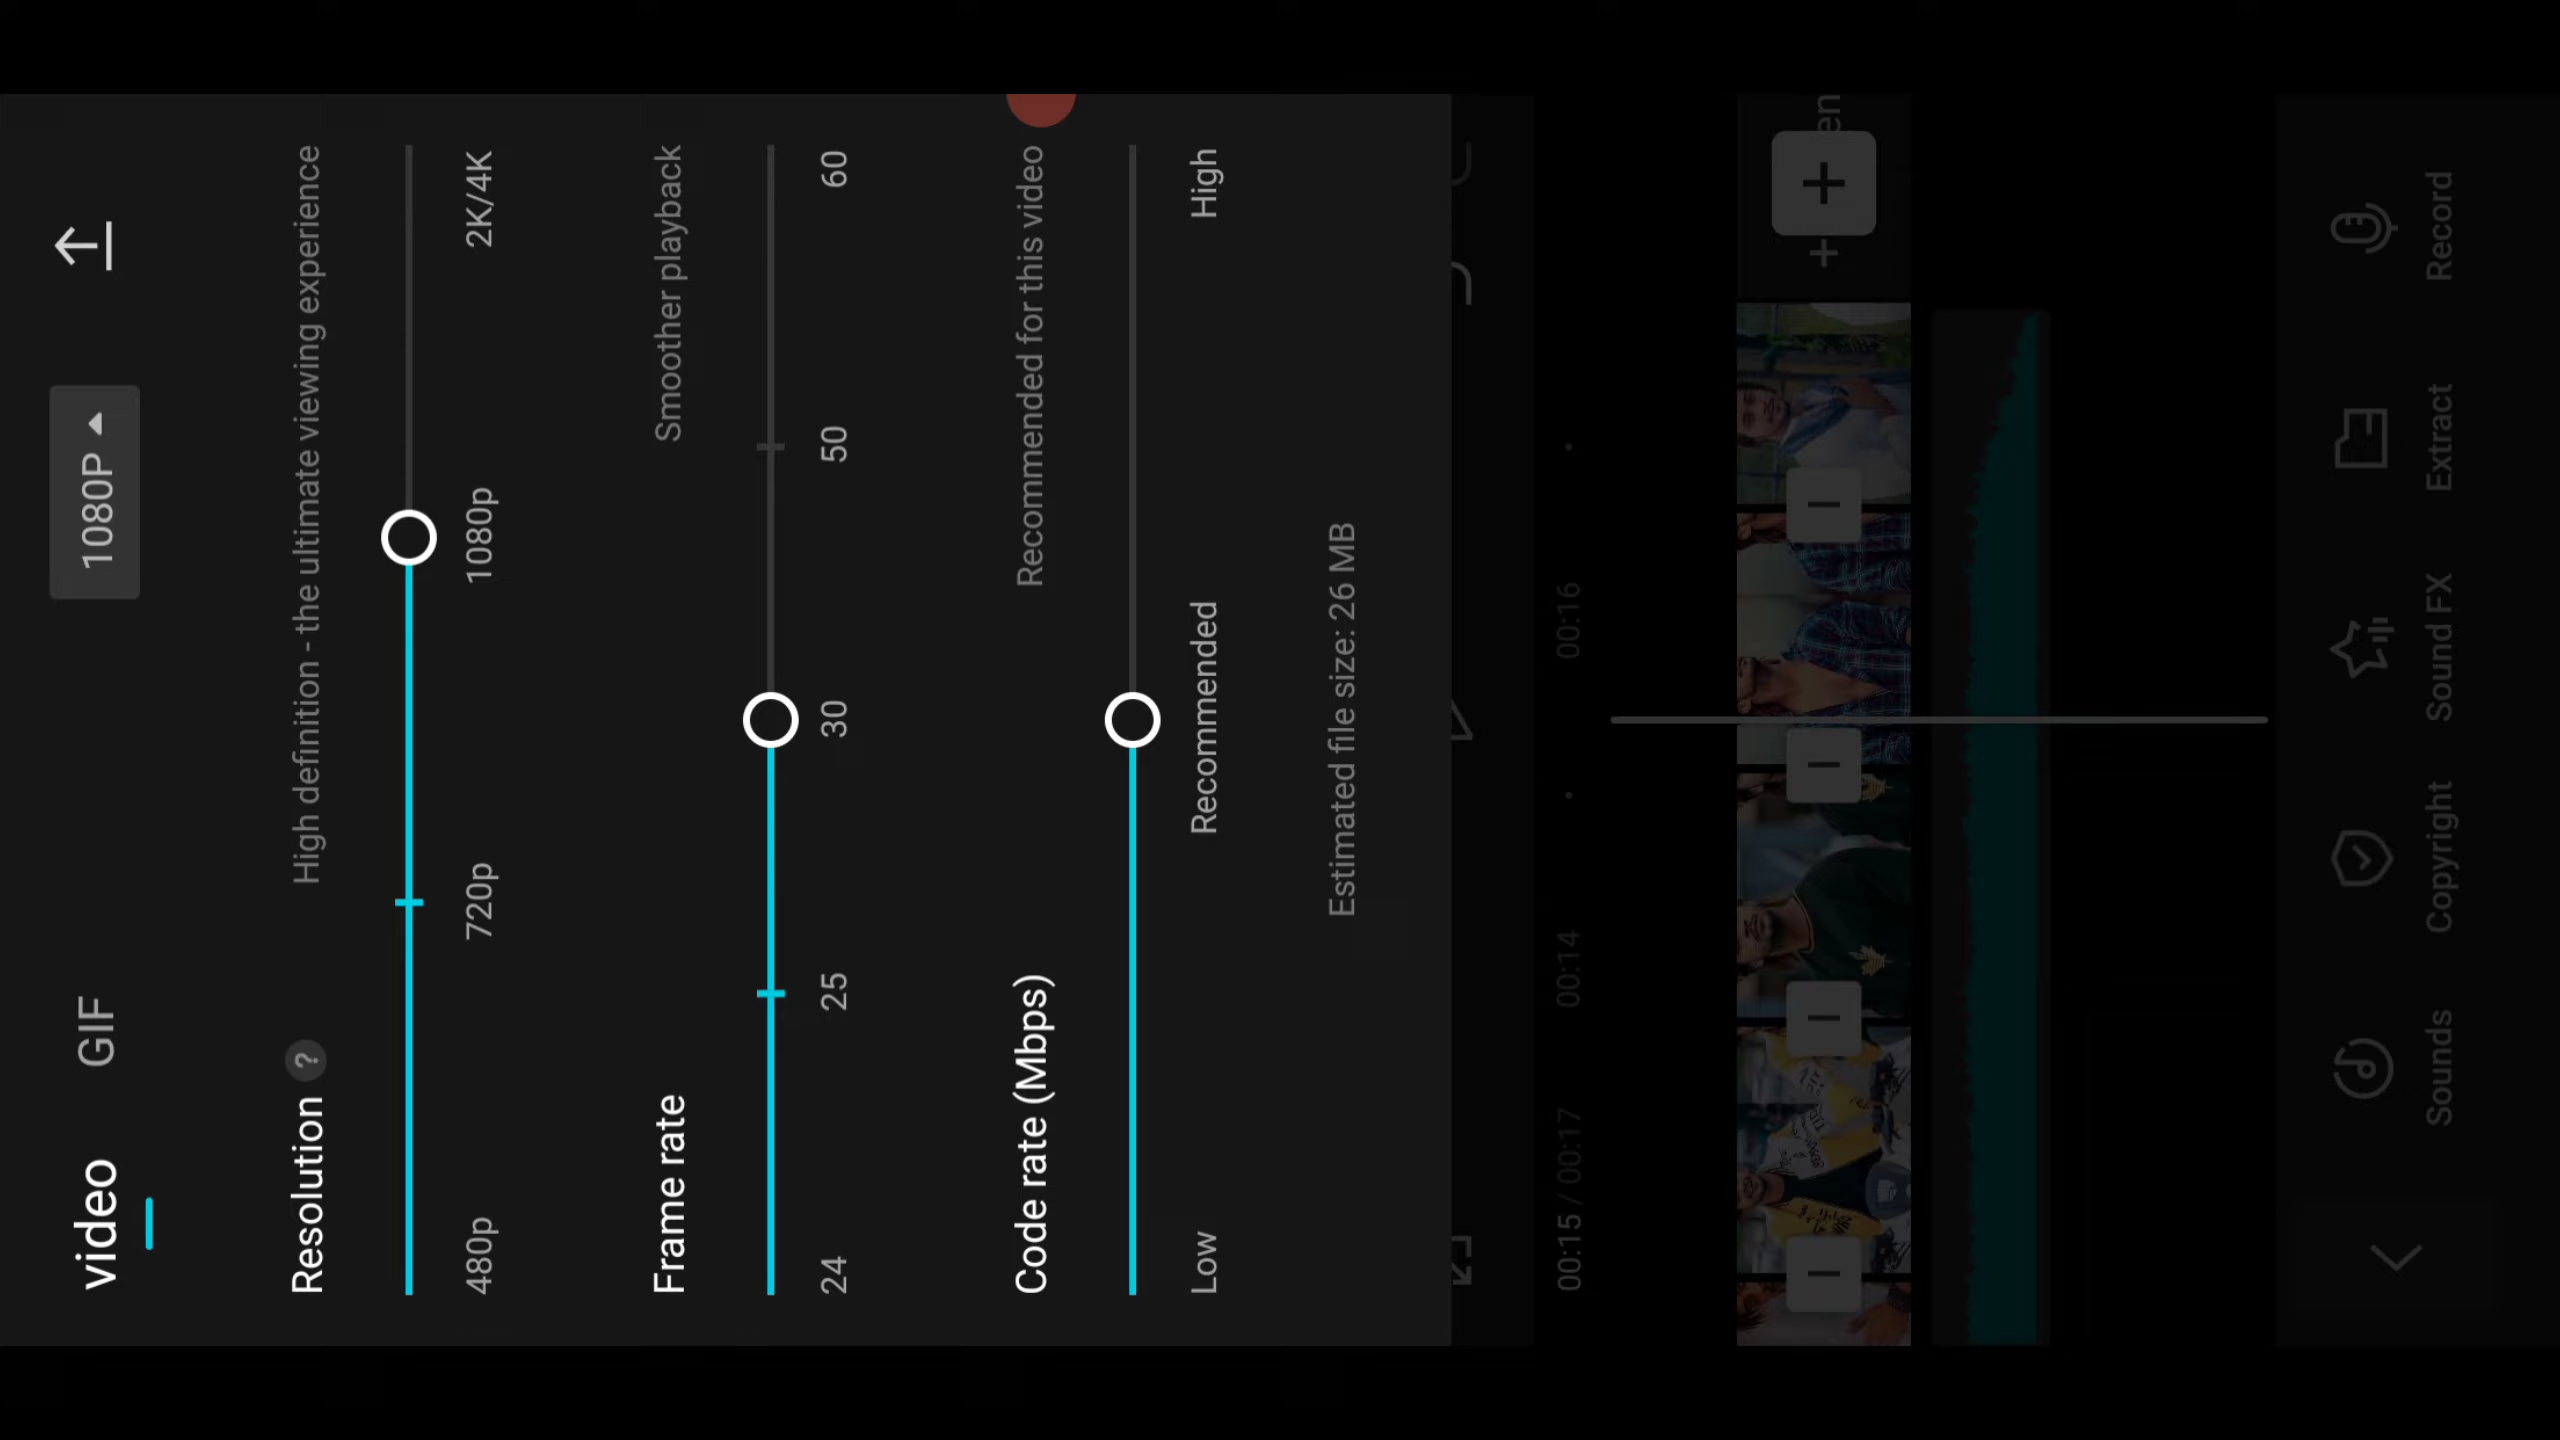 video GIF 1080P
Resolution ? High definition - the ultimate viewing experience
480p 720p 1080p 2K/4K
Frame rate Smoother playback
24 25 30 50 60
Code rate (Mbps) Recommended for this video
Low Recommended High
Estimated file size: 26 MB
00:15 / 00:17 00:14 00:16
en
Sounds Copyright Sound FX Extract Record